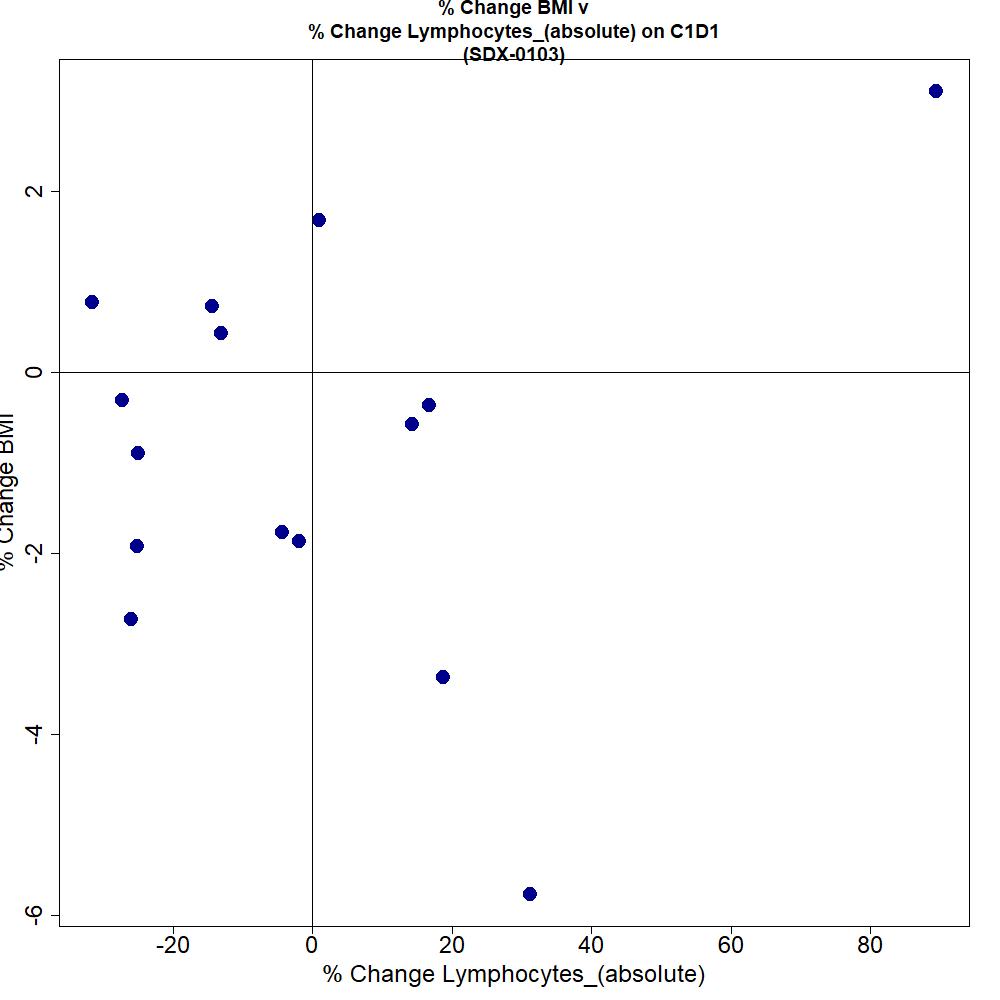 % Change BMI v
% Change Lymphocytes_(absolute) on C1D1
(SDX-0103)
% Change BMI
2
0
-2
-4
-6
-20
0
20
40
60
80
% Change Lymphocytes_(absolute)